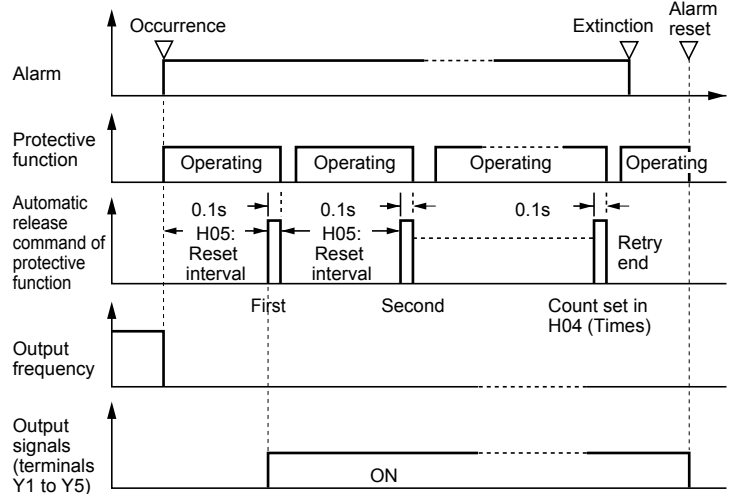 Alarm
Occurrence
Extinction
reset
Alarm
Protective
function
Operating
Operating
Operating
Operating
Automatic
release
command of
protective
function
0.1s
0.1s
0.1s
H05:
Reset
interval
H05:
Reset
interval
Retry
end
First
Second
Count set in
H04 (Times)
Output
frequency
Output
signals
(terminals
Y1 to Y5)
ON